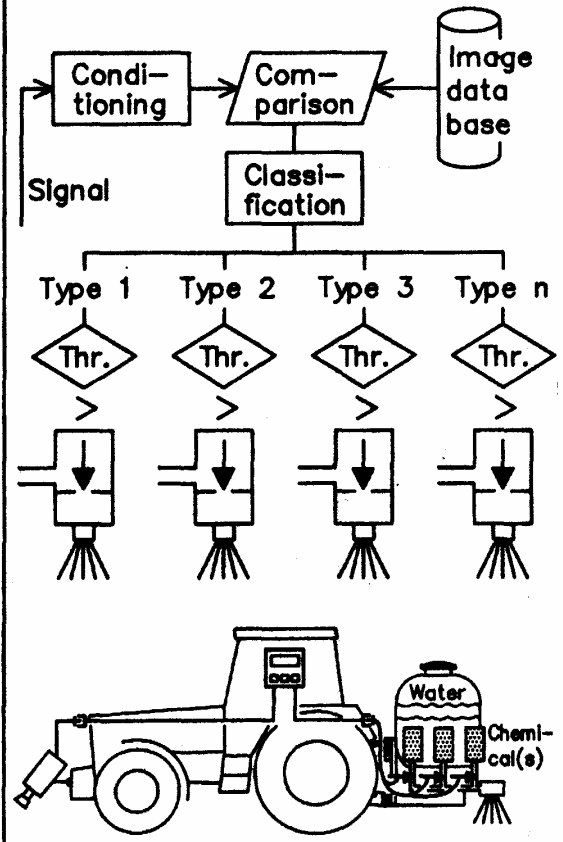 Condi-
tioning
Com-
parison
Image
data
base
Signal
Classi-
fication
Type 1 Type 2 Type 3 Type n
Thr. Thr. Thr. Thr.
> > > >
Water
Chemi-
cal(s)